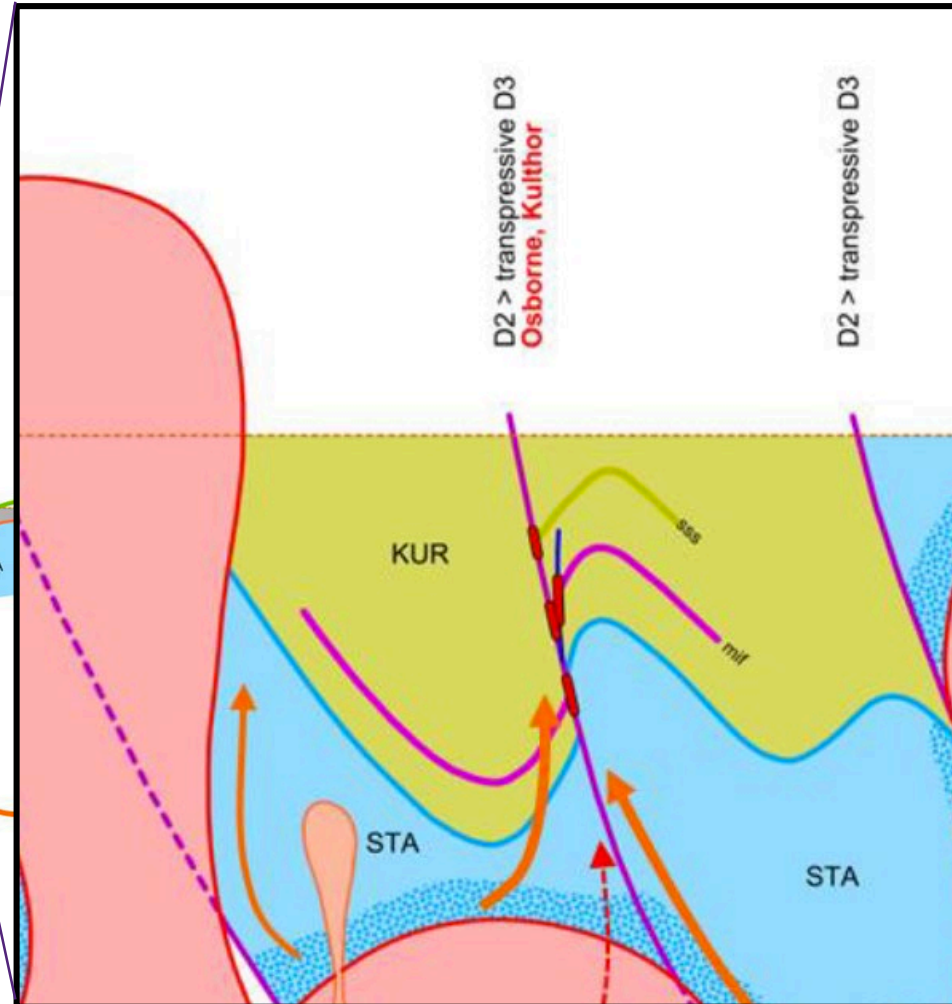 D2 > transpressive D3
Osborne, Kulthor
D2 > transpressive D3
KUR
sss
mif
STA
STA